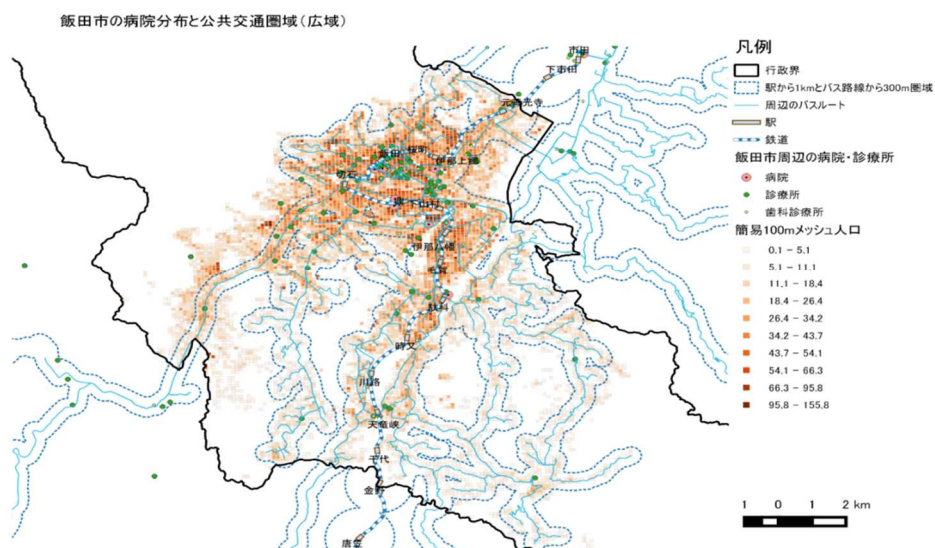 飯田市の病院分布と公共交通圏域(広域)
凡例
行政界
駅から1kmとバス路線から300m圏域
周辺のバスルート
駅
鉄道
飯田市周辺の病院・診療所
病院
診療所
歯科診療所
簡易100mメッシュ人口
0.1 – 5.1
5.1 – 11.1
11.1 – 18.4
18.4 – 26.4
26.4 – 34.2
34.2 – 43.7
43.7 – 54.1
54.1 – 66.3
66.3 – 95.8
95.8 – 155.8
1 0 1 2 km
市田
下市田
元善光寺
飯田
桜町
伊那上郷
切石
下山村
伊那八幡
毛賀
駄科
時又
川路
天竜峡
千代
金野
唐笠